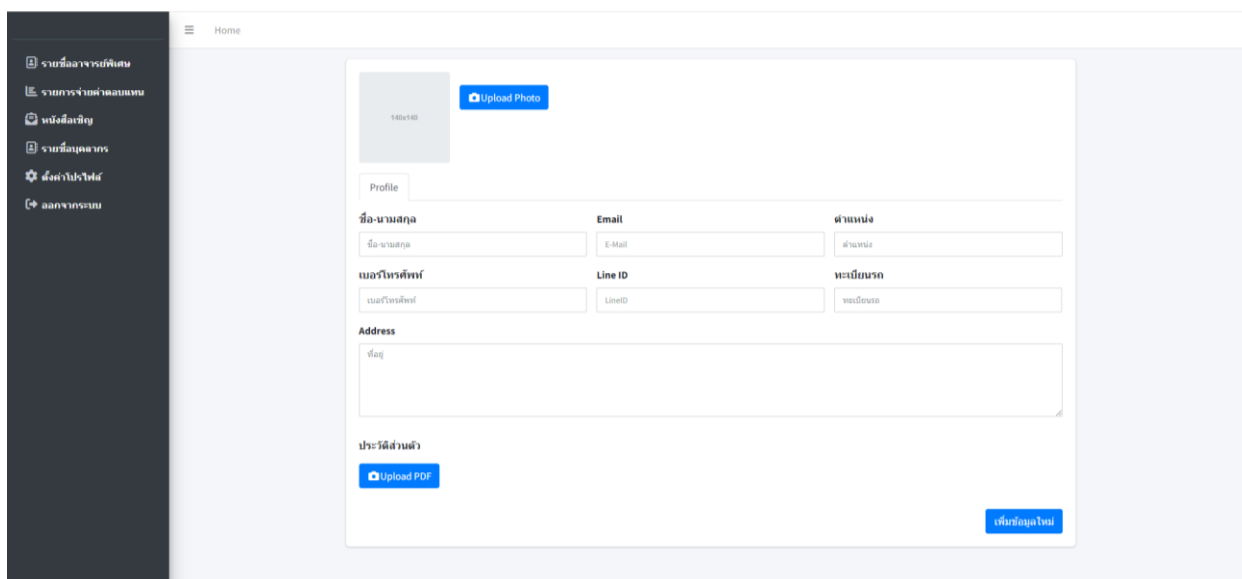 Home
รายชื่ออาจารย์พิเศษ
รายการจ่ายค่าตอบแทน
หนังสือเชิญ
รายชื่อบุคลากร
ตั้งค่าโปรไฟล์
ออกจากระบบ
140x140
Upload Photo
Profile
ชื่อ-นามสกุล Email ตำแหน่ง
ชื่อ-นามสกุล E-Mail ตำแหน่ง
เบอร์โทรศัพท์ Line ID ทะเบียนรถ
เบอร์โทรศัพท์ LineID ทะเบียนรถ
Address
ที่อยู่
ประวัติส่วนตัว
Upload PDF
เพิ่มข้อมูลใหม่